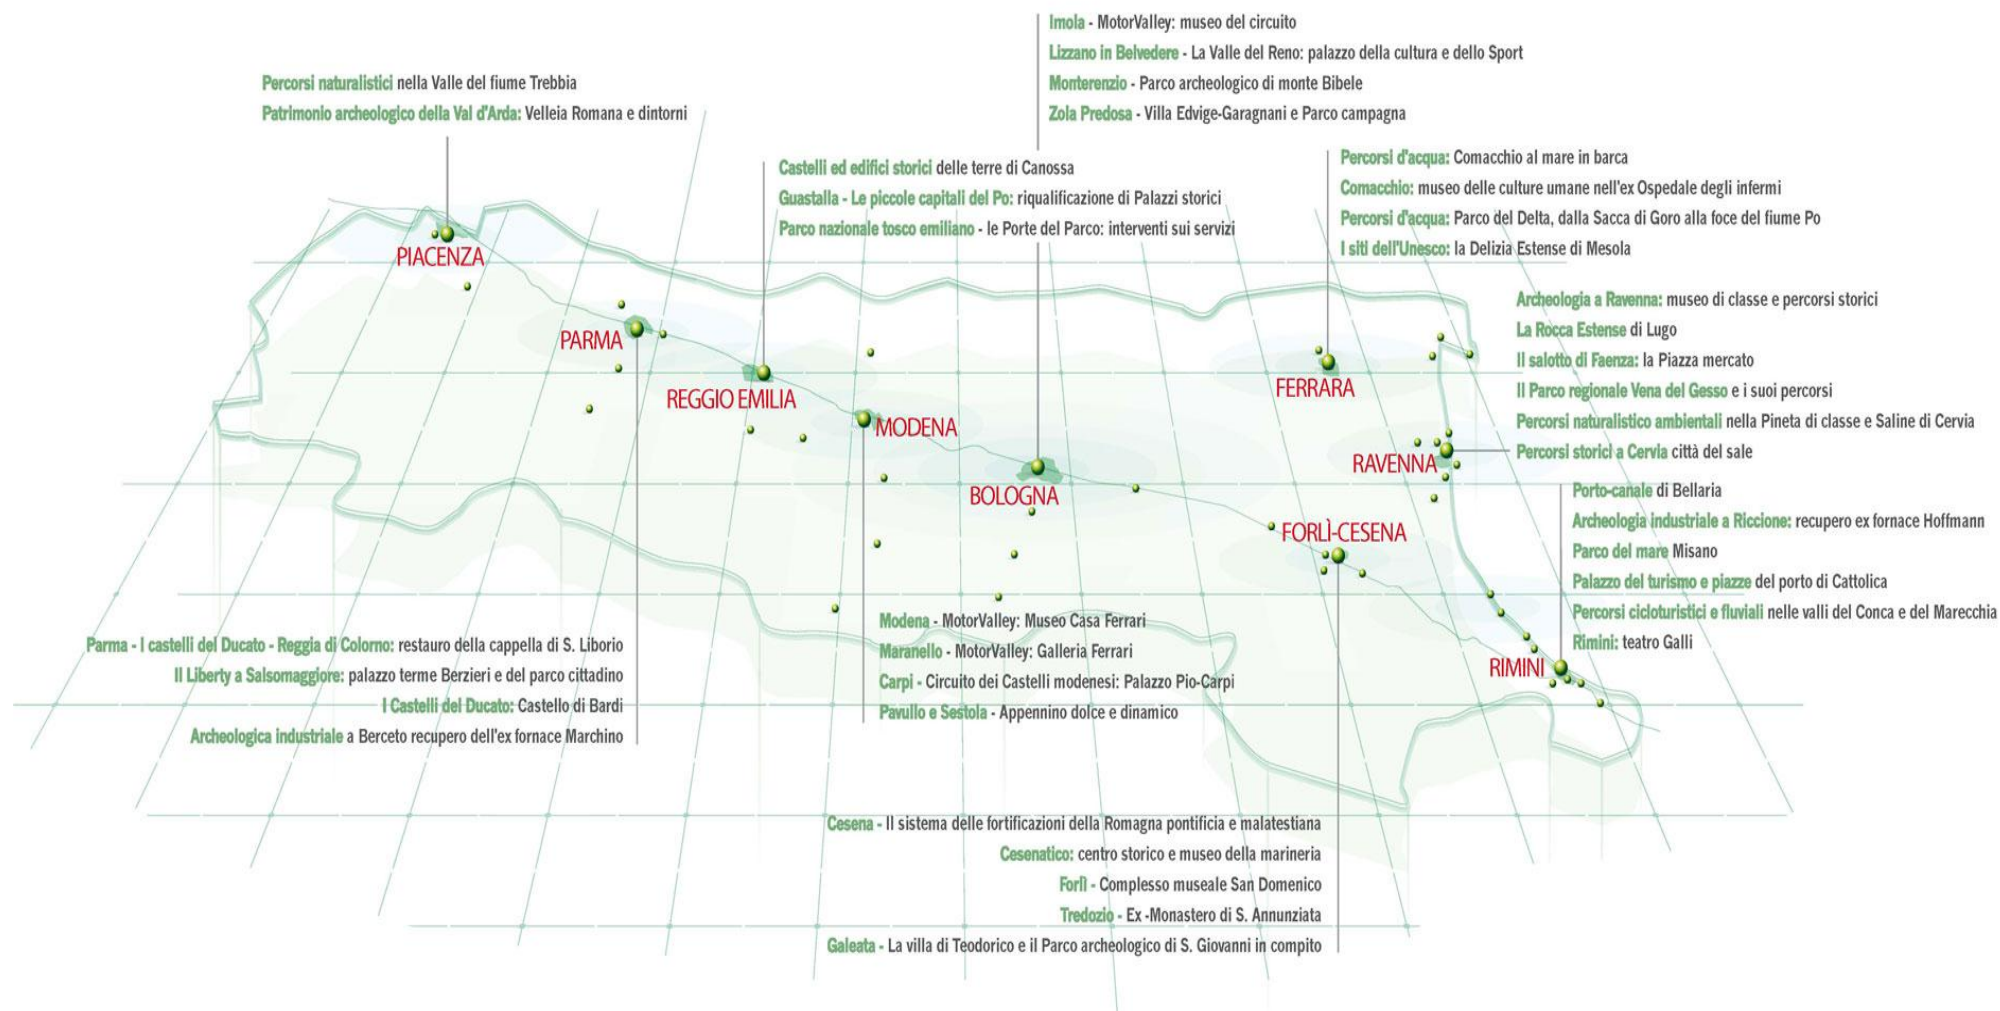 Imola - MotorValley: museo del circuito
Lizzano in Belvedere - La Valle del Reno: palazzo della cultura e dello Sport
Monterenzio - Parco archeologico di monte Bibele
Zola Predosa - Villa Edvige-Garagnani e Parco campagna
Percorsi naturalistici nella Valle del fiume Trebbia
Patrimonio archeologico della Val d'Arda: Velleia Romana e dintorni
Castelli ed edifici storici delle terre di Canossa
Guastalla - Le piccole capitali del Po: riqualificazione di Palazzi storici
Parco nazionale tosco emiliano - le Porte del Parco: interventi sui servizi
Percorsi d'acqua: Comacchio al mare in barca
Comacchio: museo delle culture umane nell'ex Ospedale degli infermi
Percorsi d'acqua: Parco del Delta, dalla Sacca di Goro alla foce del fiume Po
I siti dell'Unesco: la Delizia Estense di Mesola
PIACENZA
PARMA
REGGIO EMILIA
MODENA
BOLOGNA
FERRARA
RAVENNA
FORLÌ-CESENA
RIMINI
Archeologia a Ravenna: museo di classe e percorsi storici
La Rocca Estense di Lugo
Il salotto di Faenza: la Piazza mercato
Il Parco regionale Vena del Gesso e i suoi percorsi
Percorsi naturalistico ambientali nella Pineta di classe e Saline di Cervia
Percorsi storici a Cervia città del sale
Porto-canale di Bellaria
Archeologia industriale a Riccione: recupero ex fornace Hoffmann
Parco del mare Misano
Palazzo del turismo e piazze del porto di Cattolica
Percorsi cicloturistici e fluviali nelle valli del Conca e del Marecchia
Rimini: teatro Galli
Parma - I castelli del Ducato - Reggia di Colorno: restauro della cappella di S. Liborio
Il Liberty a Salsomaggiore: palazzo terme Berzieri e del parco cittadino
I Castelli del Ducato: Castello di Bardi
Archeologica industriale a Berceto recupero dell'ex fornace Marchino
Modena - MotorValley: Museo Casa Ferrari
Maranello - MotorValley: Galleria Ferrari
Carpi - Circuito dei Castelli modenesi: Palazzo Pio-Carpi
Pavullo e Sestola - Appennino dolce e dinamico
Cesena - Il sistema delle fortificazioni della Romagna pontificia e malatestiana
Cesenatico: centro storico e museo della marineria
Forlì - Complesso museale San Domenico
Tredozio - Ex -Monastero di S. Annunziata
Galeata - La villa di Teodorico e il Parco archeologico di S. Giovanni in compito